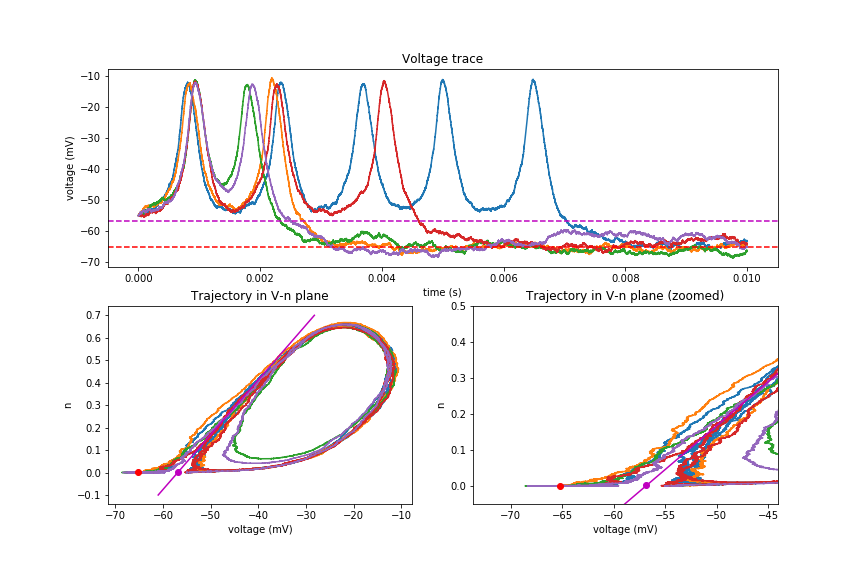 Voltage trace
voltage (mV)
−10
−20
−30
−40
−50
−60
−70
0.000 0.002 0.004 0.006 0.008 0.010
time (s)
Trajectory in V-n plane
n
0.7
0.6
0.5
0.4
0.3
0.2
0.1
0.0
−0.1
−70 −60 −50 −40 −30 −20 −10
voltage (mV)
Trajectory in V-n plane (zoomed)
n
0.5
0.4
0.3
0.2
0.1
0.0
−70 −65 −60 −55 −50 −45
voltage (mV)